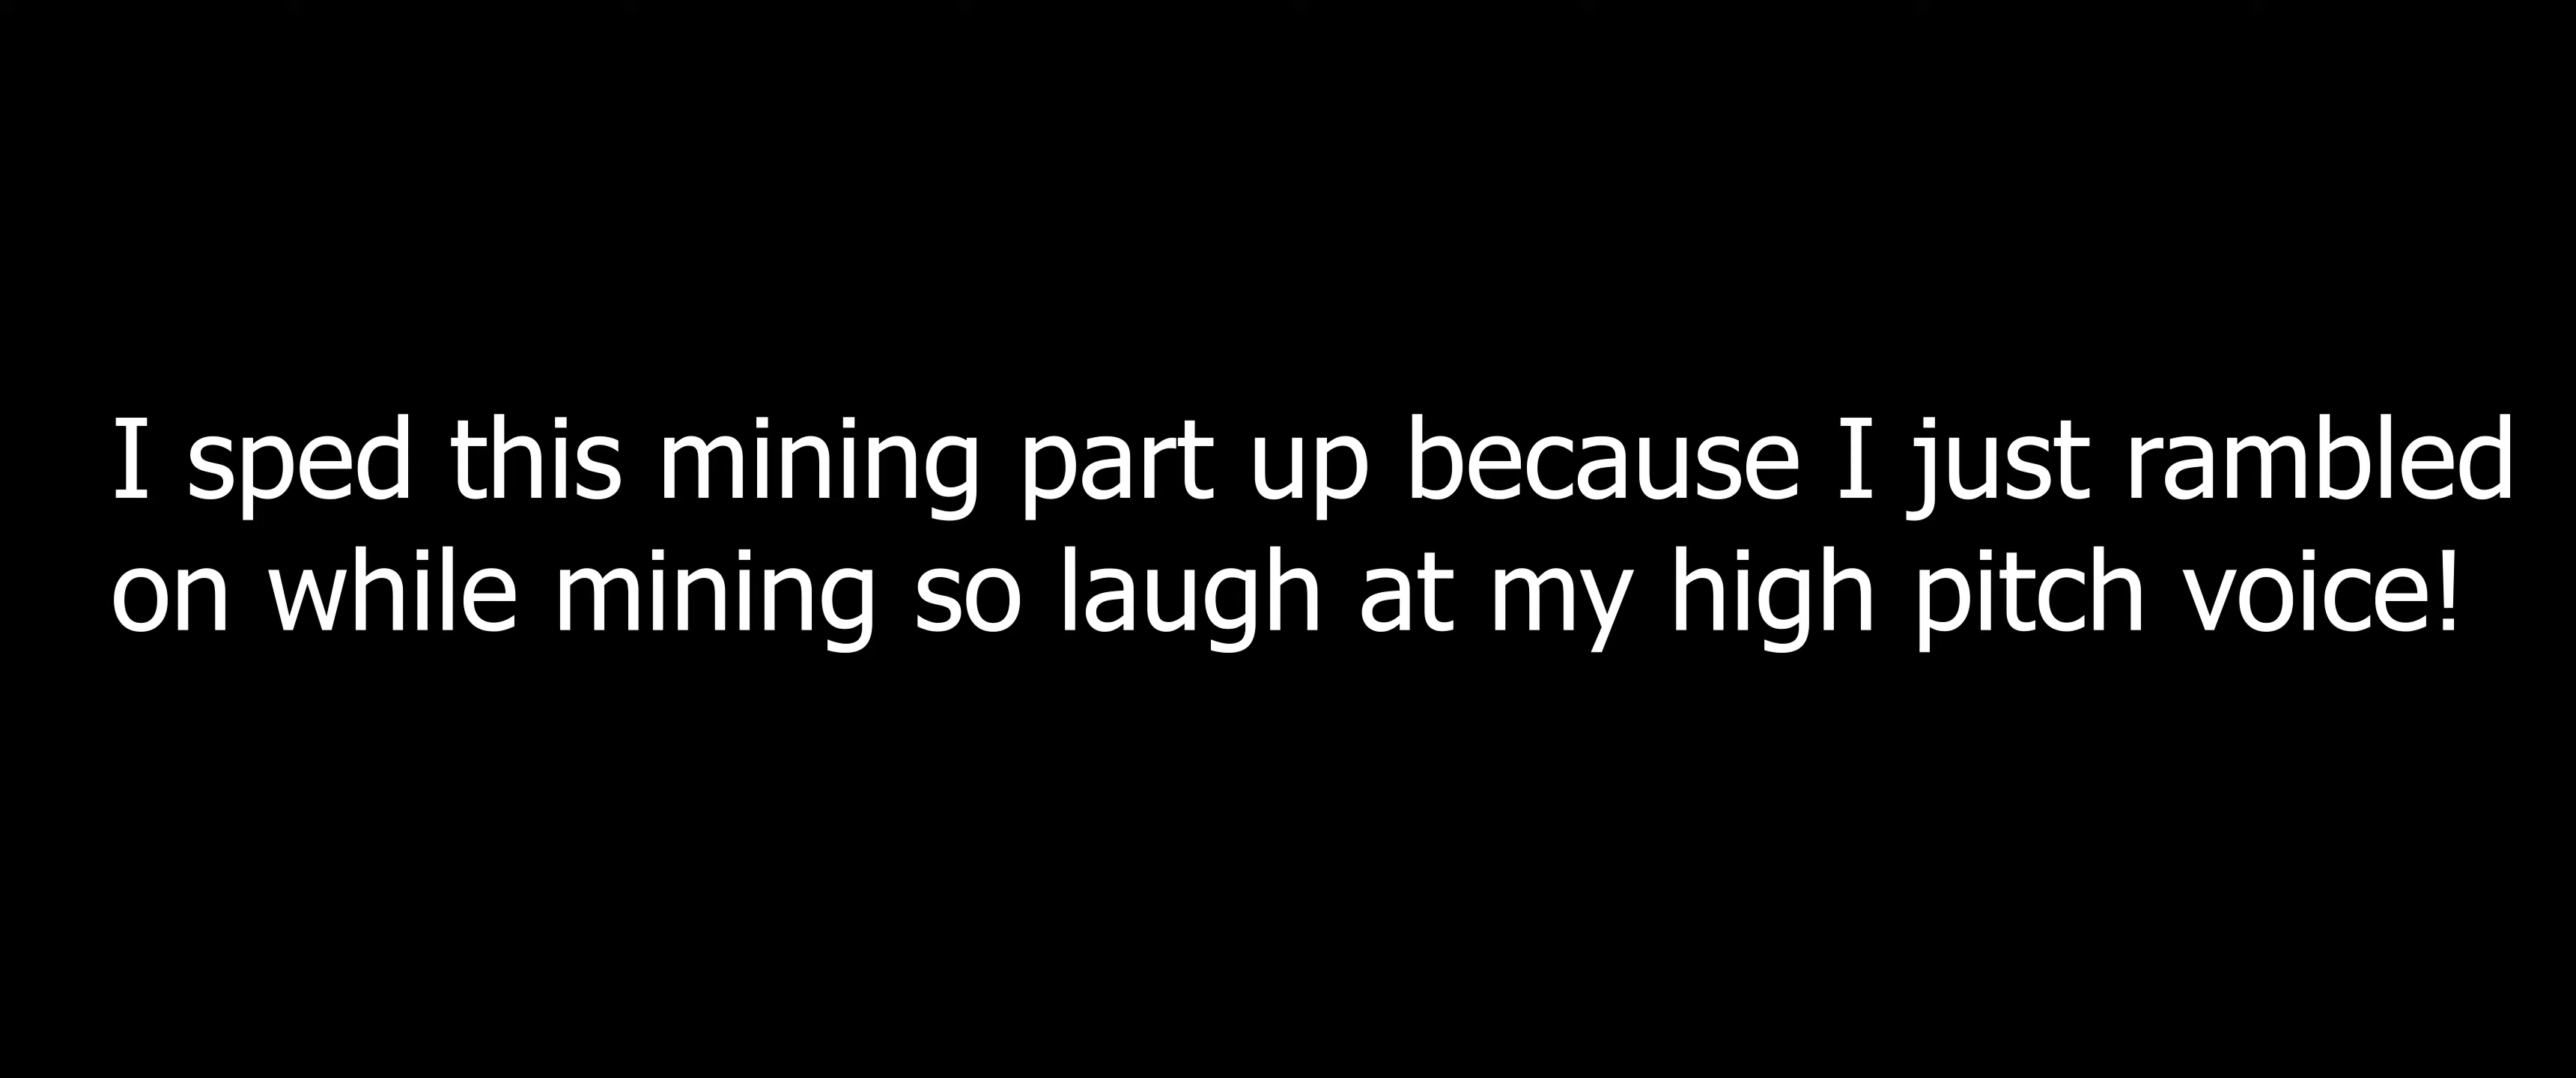 I sped this mining part up because I just rambled
on while mining so laugh at my high pitch voice!